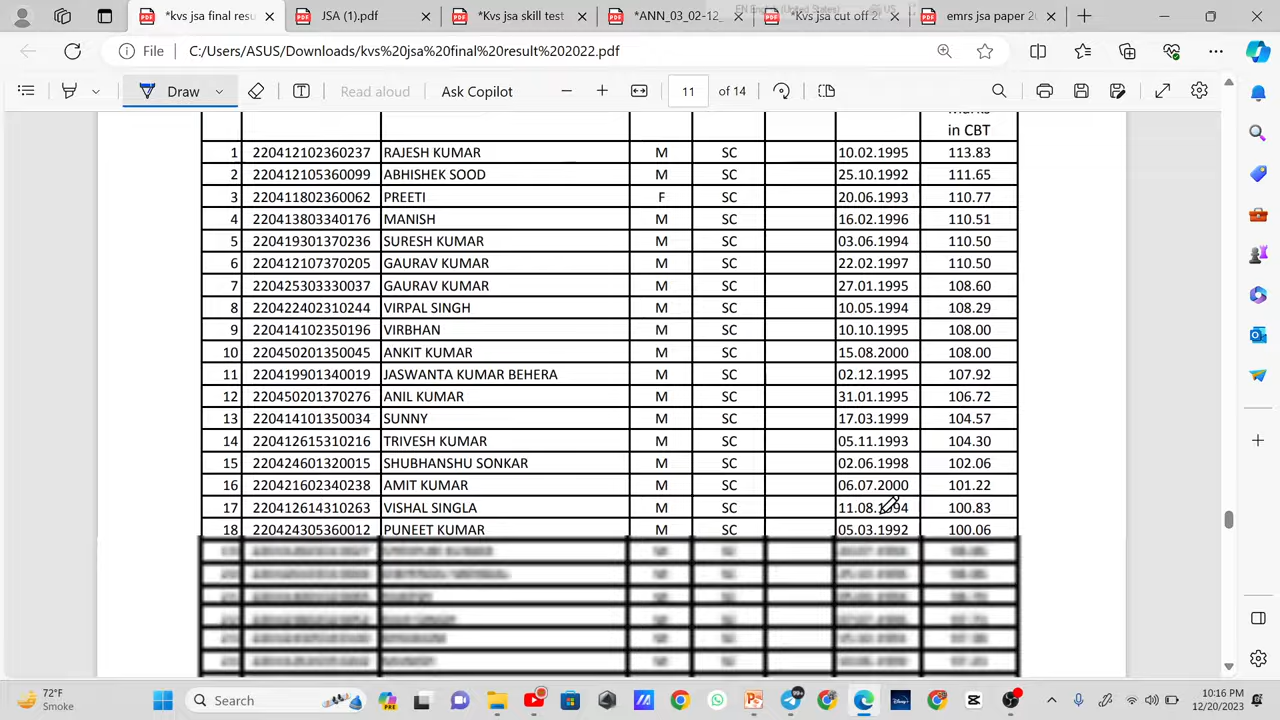 *kvs jsa final resu
JSA (1).pdf
*Kvs jsa skill test
*ANN_03_02-12_
*Kvs jsa cut off 2
emrs jsa paper 2
File
C:/Users/ASUS/Downloads/kvs%20jsa%20final%20result%202022.pdf
Draw
Read aloud
Ask Copilot
11
of 14
in CBT
1 220412102360237 RAJESH KUMAR M SC 10.02.1995 113.83
2 220412105360099 ABHISHEK SOOD M SC 25.10.1992 111.65
3 220411802360062 PREETI F SC 20.06.1993 110.77
4 220413803340176 MANISH M SC 16.02.1996 110.51
5 220419301370236 SURESH KUMAR M SC 03.06.1994 110.50
6 220412107370205 GAURAV KUMAR M SC 22.02.1997 110.50
7 220425303330037 GAURAV KUMAR M SC 27.01.1995 108.60
8 220422402310244 VIRPAL SINGH M SC 10.05.1994 108.29
9 220414102350196 VIRBHAN M SC 10.10.1995 108.00
10 220450201350045 ANKIT KUMAR M SC 15.08.2000 108.00
11 220419901340019 JASWANTA KUMAR BEHERA M SC 02.12.1995 107.92
12 220450201370276 ANIL KUMAR M SC 31.01.1995 106.72
13 220414101350034 SUNNY M SC 17.03.1999 104.57
14 220412615310216 TRIVESH KUMAR M SC 05.11.1993 104.30
15 220424601320015 SHUBHANSHU SONKAR M SC 02.06.1998 102.06
16 220421602340238 AMIT KUMAR M SC 06.07.2000 101.22
17 220412614310263 VISHAL SINGLA M SC 11.08.1994 100.83
18 220424305360012 PUNEET KUMAR M SC 05.03.1992 100.06
72°F
Smoke
Search
99+
10:16 PM
12/20/2023